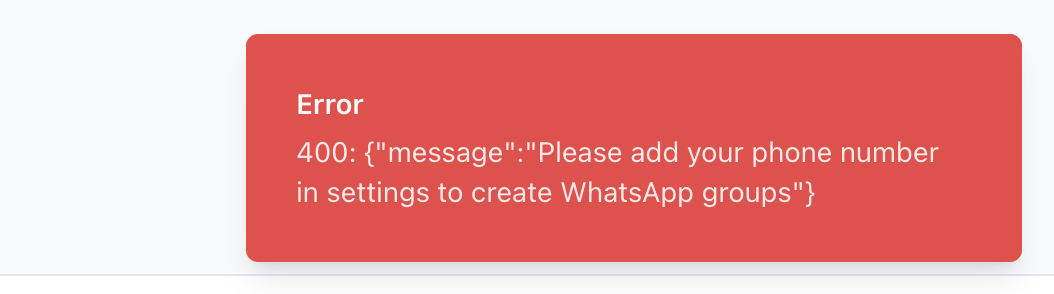 Error
400: {"message":"Please add your phone number
in settings to create WhatsApp groups"}